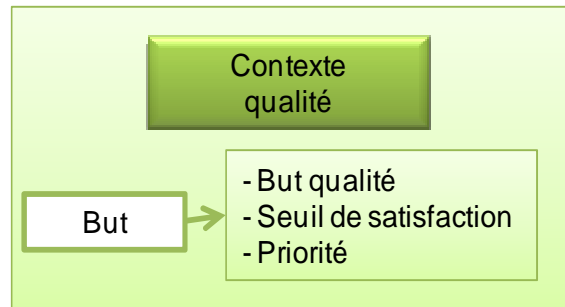 Contexte
qualité
But
- But qualité
- Seuil de satisfaction
- Priorité